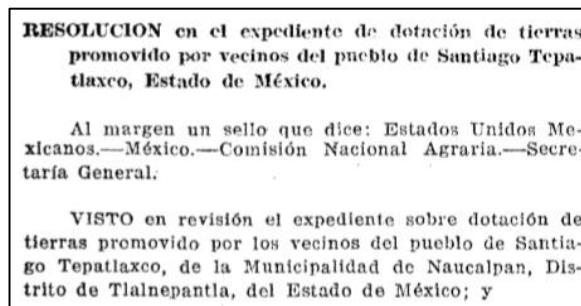 RESOLUCION en el expediente de dotación de tierras
promovido por vecinos del pueblo de Santiago Tepa-
tlaxco, Estado de México.
Al margen un sello que dice: Estados Unidos Me-
xicanos.—México.—Comisión Nacional Agraria.—Secre-
taría General.
VISTO en revisión el expediente sobre dotación de
tierras promovido por los vecinos del pueblo de Santia-
go Tepatlaxco, de la Municipalidad de Naucalpan, Dis-
trito de Tlalnepantla, del Estado de México; y